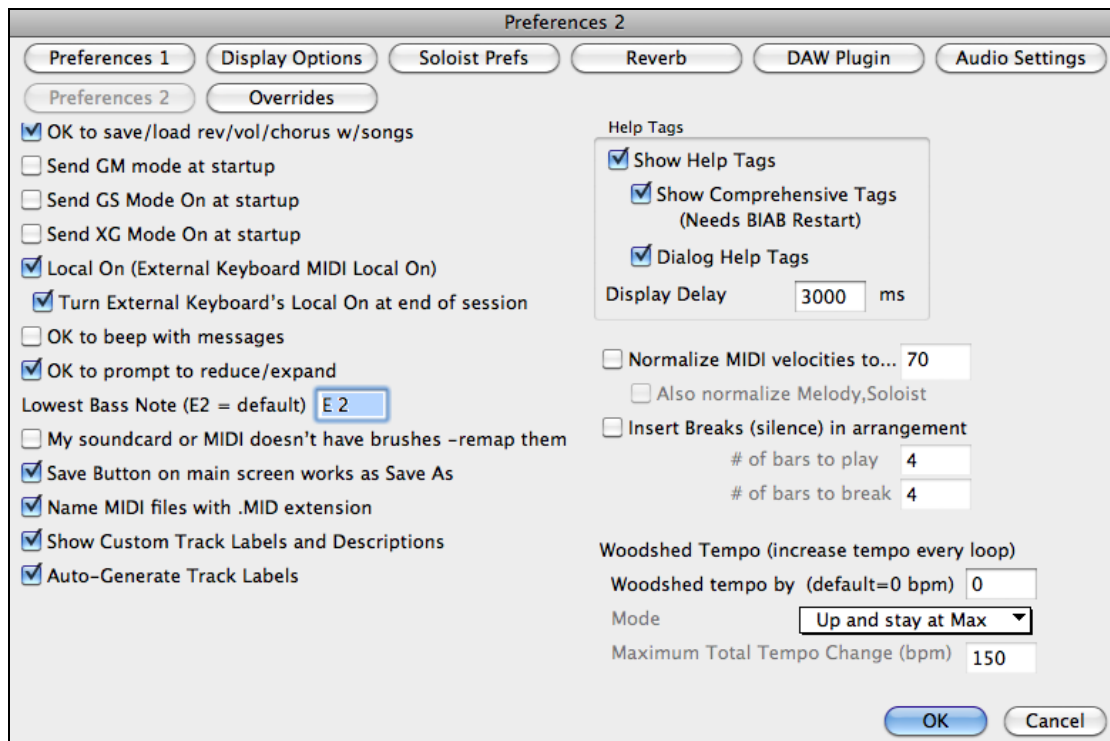 Preferences 2
Preferences 1 Display Options Soloist Prefs Reverb DAW Plugin Audio Settings
Preferences 2 Overrides
OK to save/load rev/vol/chorus w/songs
Send GM mode at startup
Send GS Mode On at startup
Send XG Mode On at startup
Local On (External Keyboard MIDI Local On)
Turn External Keyboard's Local On at end of session
OK to beep with messages
OK to prompt to reduce/expand
Lowest Bass Note (E2 = default) E 2
My soundcard or MIDI doesn't have brushes -remap them
Save Button on main screen works as Save As
Name MIDI files with .MID extension
Show Custom Track Labels and Descriptions
Auto-Generate Track Labels
Help Tags
Show Help Tags
Show Comprehensive Tags
(Needs BIAB Restart)
Dialog Help Tags
Display Delay 3000 ms
Normalize MIDI velocities to... 70
Also normalize Melody,Soloist
Insert Breaks (silence) in arrangement
# of bars to play 4
# of bars to break 4
Woodshed Tempo (increase tempo every loop)
Woodshed tempo by (default=0 bpm) 0
Mode Up and stay at Max
Maximum Total Tempo Change (bpm) 150
OK Cancel